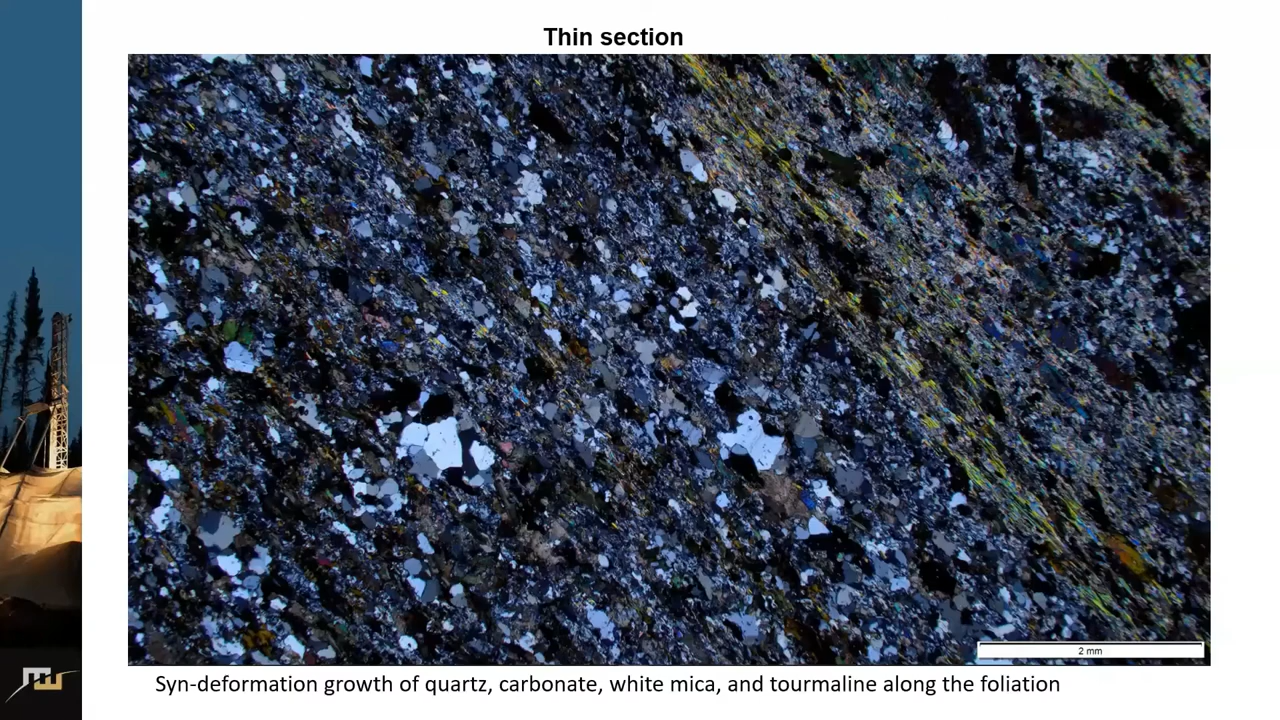 Thin section
2 mm
Syn-deformation growth of quartz, carbonate, white mica, and tourmaline along the foliation